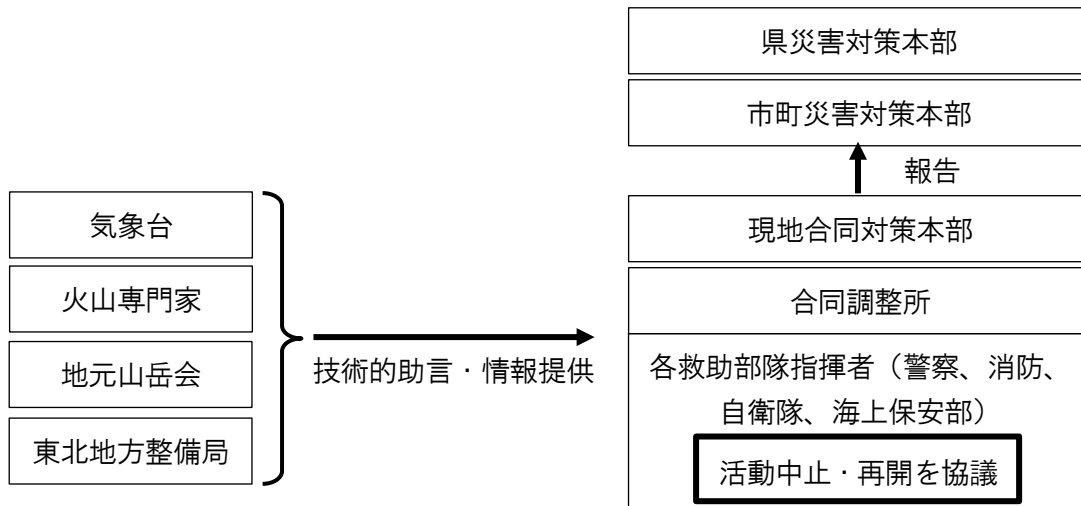 県災害対策本部
市町災害対策本部
報告
現地合同対策本部
合同調整所
各救助部隊指揮者（警察、消防、
自衛隊、海上保安部）
活動中止・再開を協議
気象台
火山専門家
地元山岳会
東北地方整備局
技術的助言・情報提供